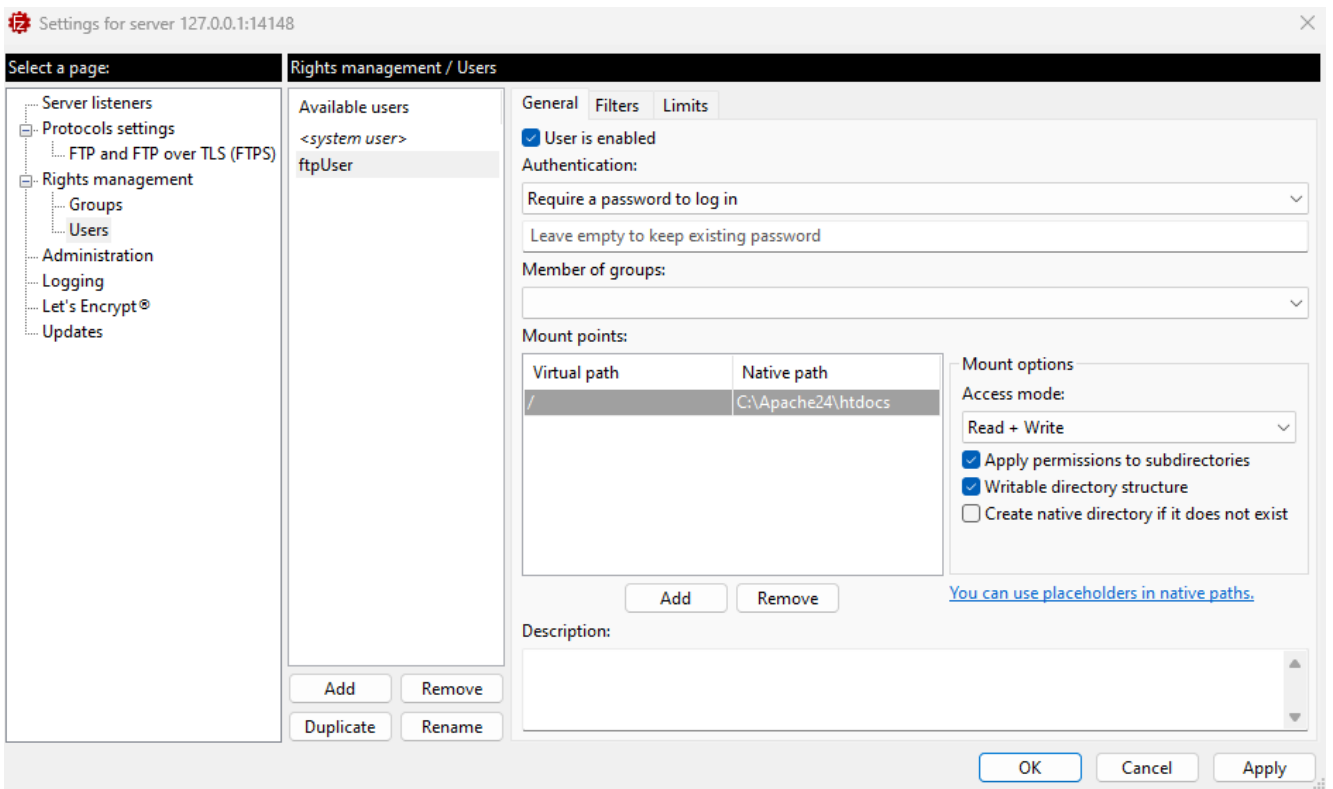 Settings for server 127.0.0.1:14148
Select a page:
Server listeners
Protocols settings
FTP and FTP over TLS (FTPS)
Rights management
Groups
Users
Administration
Logging
Let's Encrypt®
Updates
Rights management / Users
Available users
<system user>
ftpUser
Add
Remove
Duplicate
Rename
General Filters Limits
User is enabled
Authentication:
Require a password to log in
Leave empty to keep existing password
Member of groups:
Mount points:
Virtual path Native path
/ C:\Apache24\htdocs
Add Remove
Mount options
Access mode:
Read + Write
Apply permissions to subdirectories
Writable directory structure
Create native directory if it does not exist
You can use placeholders in native paths.
Description:
OK Cancel Apply